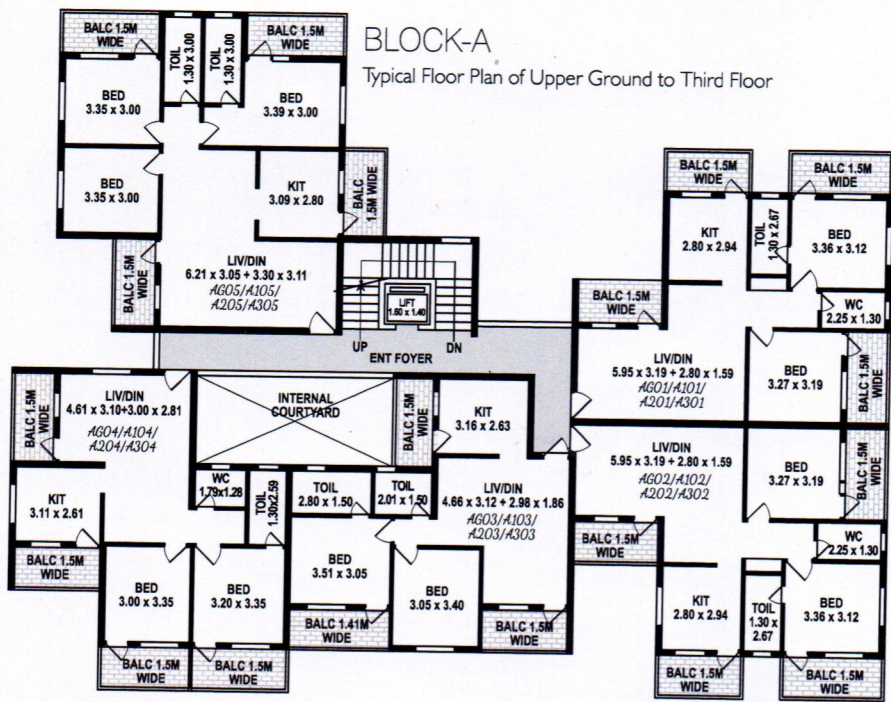 BLOCK-A
Typical Floor Plan of Upper Ground to Third Floor
BALC 1.5M
WIDE
TOIL
1.30 x 3.00
TOIL
1.30 x 3.00
BALC 1.5M
WIDE
BED
3.35 x 3.00
BED
3.39 x 3.00
BED
3.35 x 3.00
KIT
3.09 x 2.80
BALC
1.5M WIDE
BALC 1.5M
WIDE
LIV/DIN
6.21 x 3.05 + 3.30 x 3.11
AG05/A105/
A205/A305
LIFT
1.60 x 1.40
UP
DN
ENT FOYER
BALC 1.5M
WIDE
BALC 1.5M
WIDE
KIT
2.80 x 2.94
TOIL
1.30 x 2.67
BED
3.36 x 3.12
BALC 1.5M
WIDE
WC
2.25 x 1.30
LIV/DIN
5.95 x 3.19 + 2.80 x 1.59
AG01/A101/
A201/A301
BED
3.27 x 3.19
BALC 1.5M
WIDE
LIV/DIN
5.95 x 3.19 + 2.80 x 1.59
AG02/A102/
A202/A302
BED
3.27 x 3.19
BALC 1.5M
WIDE
BALC 1.5M
WIDE
WC
2.25 x 1.30
KIT
2.80 x 2.94
TOIL
1.30 x
2.67
BED
3.36 x 3.12
BALC 1.5M
WIDE
BALC 1.5M
WIDE
BALC 1.5M
WIDE
LIV/DIN
4.61 x 3.10+3.00 x 2.81
AG04/A104/
A204/A304
INTERNAL
COURTYARD
BALC 1.5M
WIDE
KIT
3.16 x 2.63
KIT
3.11 x 2.61
WC
1.79x1.28
TOIL
1.30x2.59
TOIL
2.80 x 1.50
TOIL
2.01 x 1.50
LIV/DIN
4.66 x 3.12 + 2.98 x 1.86
AG03/A103/
A203/A303
BALC 1.5M
WIDE
BED
3.00 x 3.35
BED
3.20 x 3.35
BED
3.51 x 3.05
BED
3.05 x 3.40
BALC 1.41M
WIDE
BALC 1.5M
WIDE
BALC 1.5M
WIDE
BALC 1.5M
WIDE